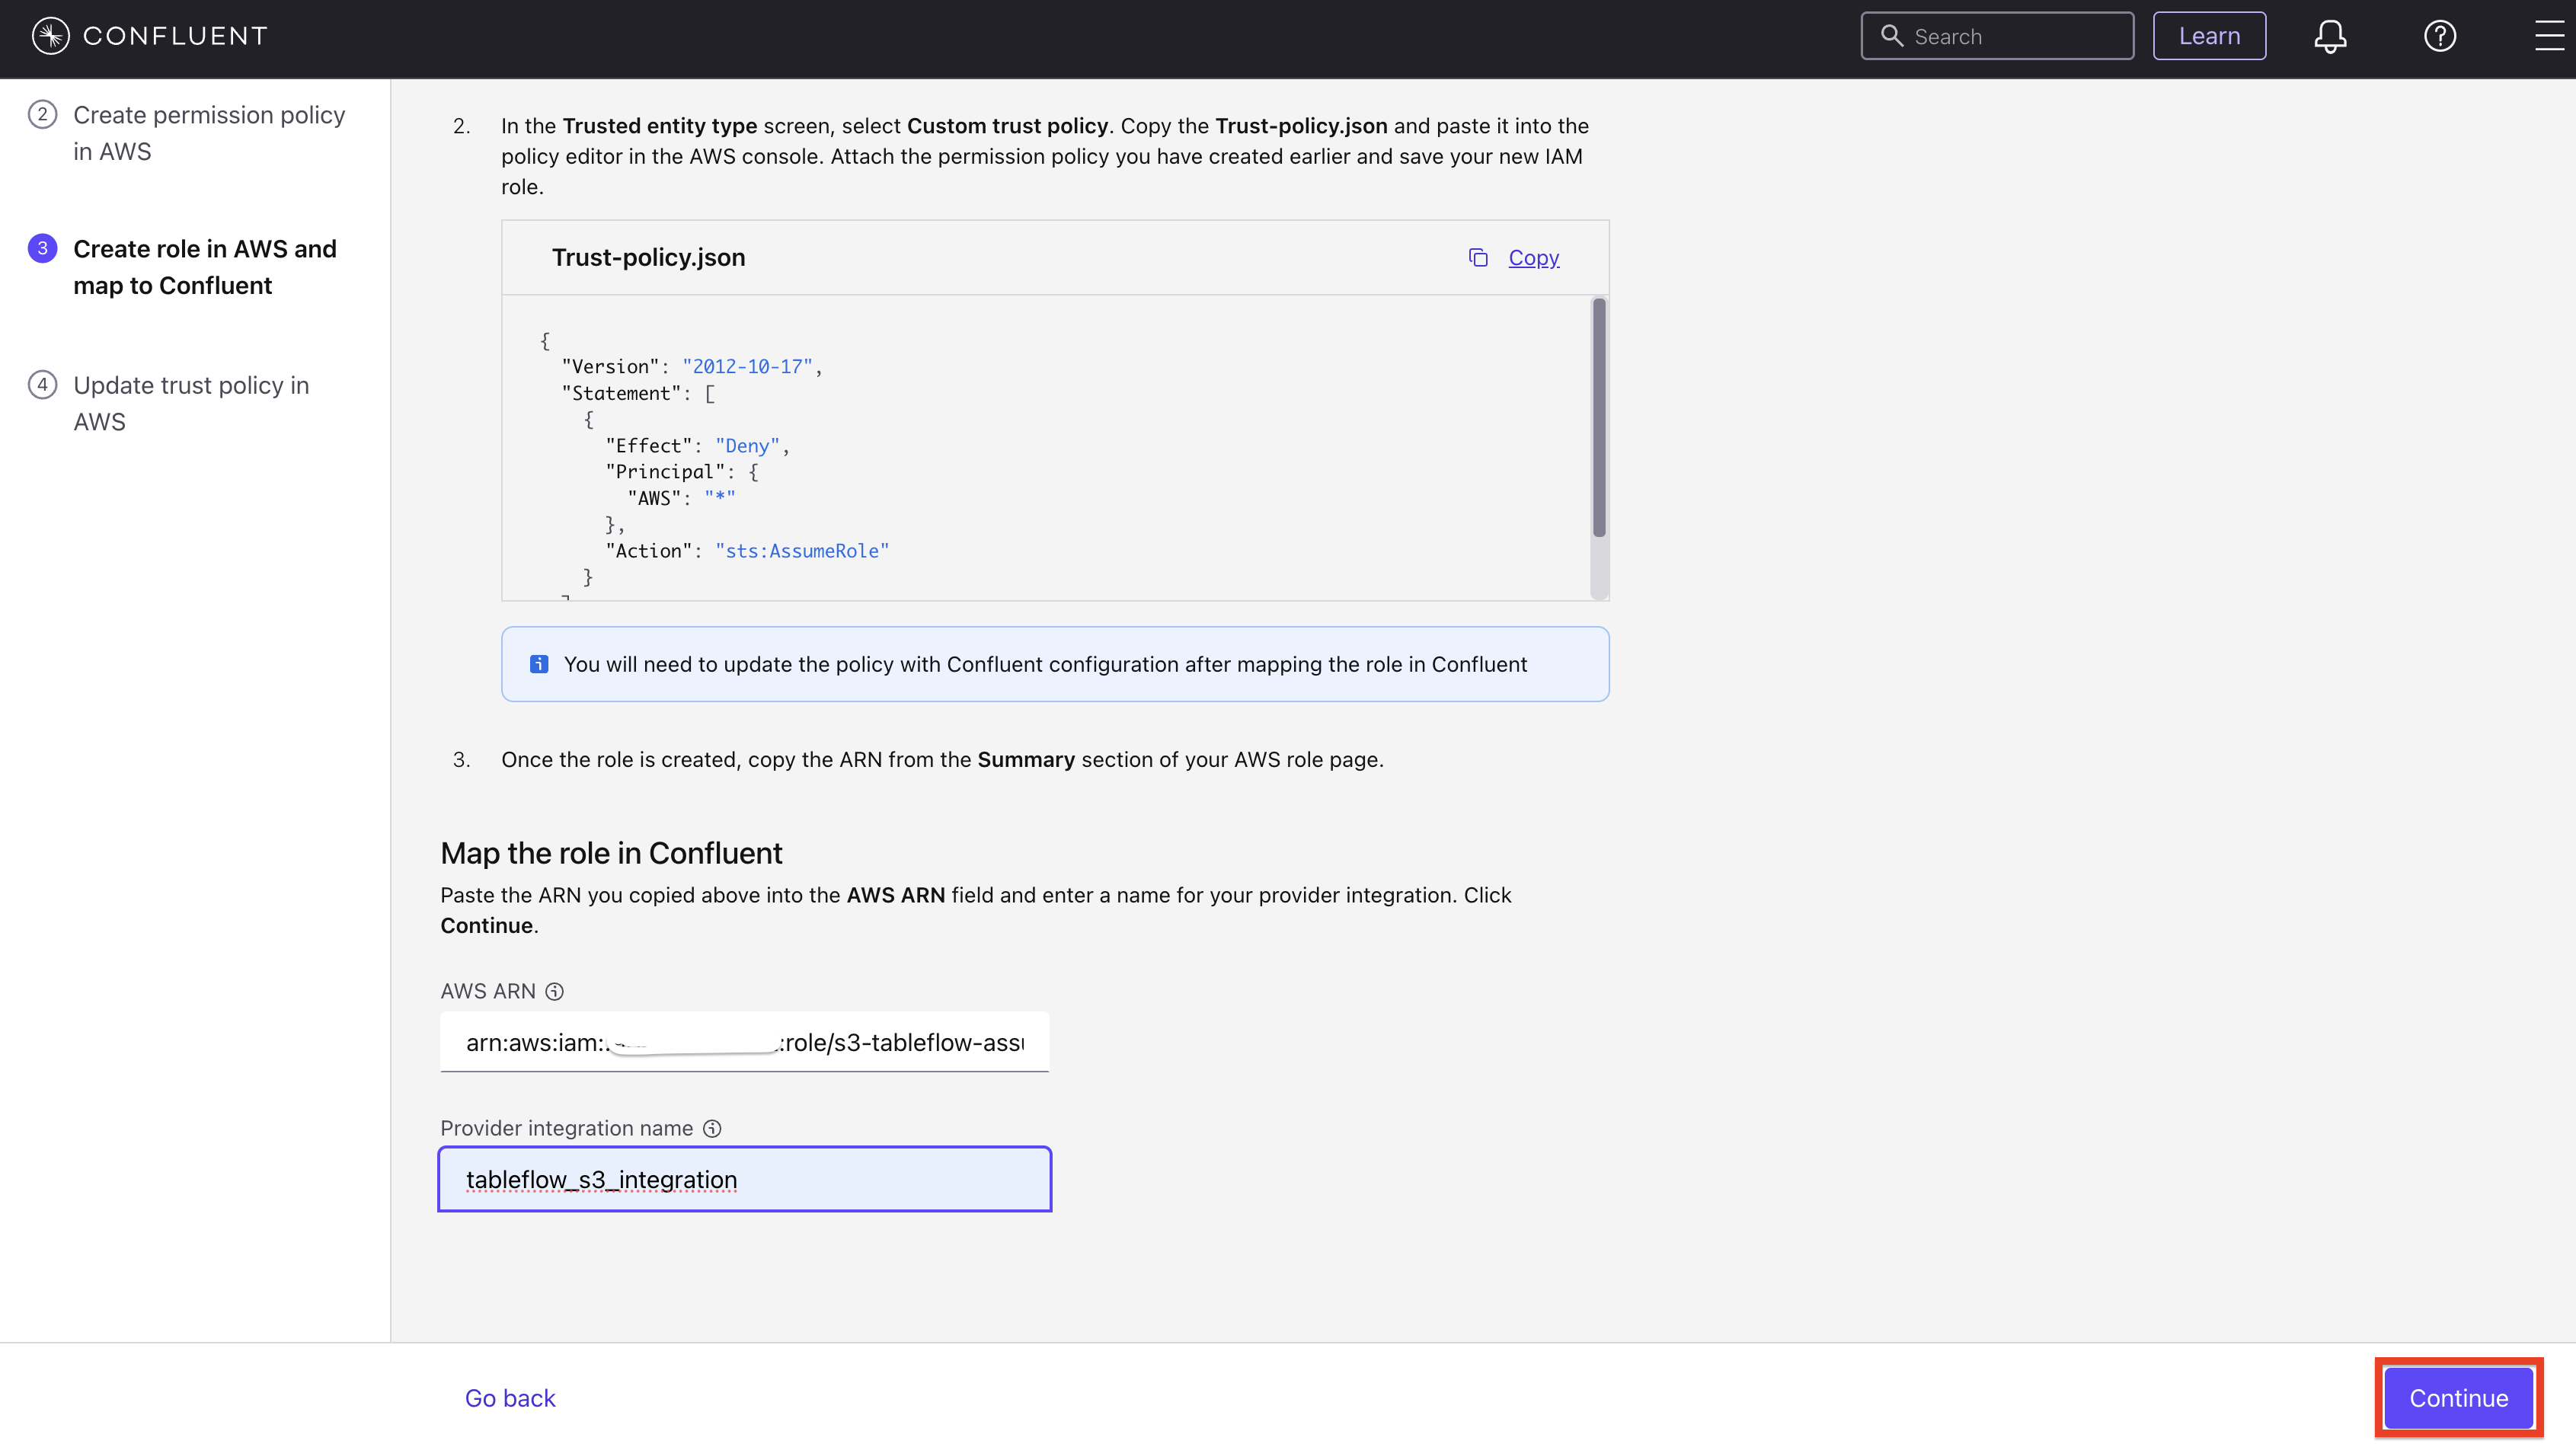 CONFLUENT
Search
Learn
2 Create permission policy
in AWS
3 Create role in AWS and
map to Confluent
4 Update trust policy in
AWS
2. In the Trusted entity type screen, select Custom trust policy. Copy the Trust-policy.json and paste it into the
policy editor in the AWS console. Attach the permission policy you have created earlier and save your new IAM
role.
Trust-policy.json
Copy
{
"Version": "2012-10-17",
"Statement": [
{
"Effect": "Deny",
"Principal": {
"AWS": "*"
},
"Action": "sts:AssumeRole"
}
You will need to update the policy with Confluent configuration after mapping the role in Confluent
3. Once the role is created, copy the ARN from the Summary section of your AWS role page.
Map the role in Confluent
Paste the ARN you copied above into the AWS ARN field and enter a name for your provider integration. Click
Continue.
AWS ARN
arn:aws:iam: :role/s3-tableflow-assu
Provider integration name
tableflow_s3_integration
Go back
Continue